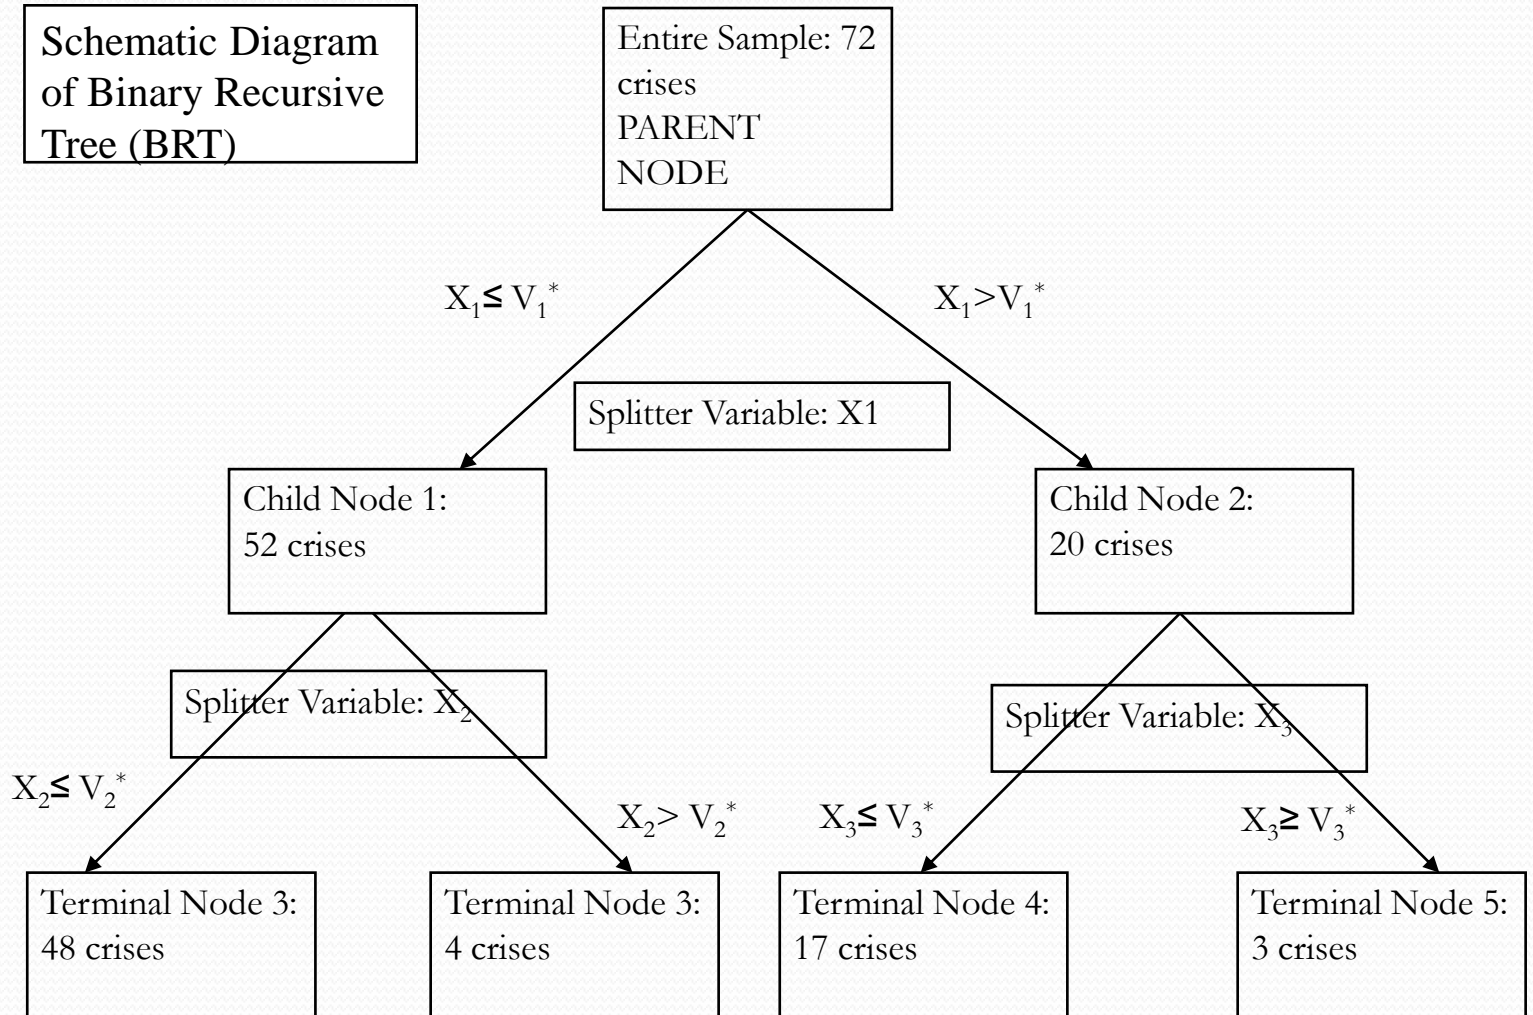 Schematic Diagram
of Binary Recursive
Tree (BRT)
Entire Sample: 72
crises
PARENT
NODE
X₁≤ V₁*
X₁>V₁*
Splitter Variable: X1
Child Node 1:
52 crises
Child Node 2:
20 crises
Splitter Variable: X₂
Splitter Variable: X₃
X₂≤ V₂*
X₂> V₂*
X₃≤ V₃*
X₃≥ V₃*
Terminal Node 3:
48 crises
Terminal Node 3:
4 crises
Terminal Node 4:
17 crises
Terminal Node 5:
3 crises